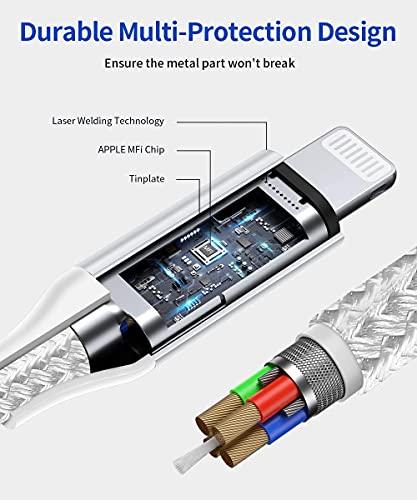 Durable Multi-Protection Design
Ensure the metal part won't break
Laser Welding Technology
APPLE MFi Chip
Tinplate